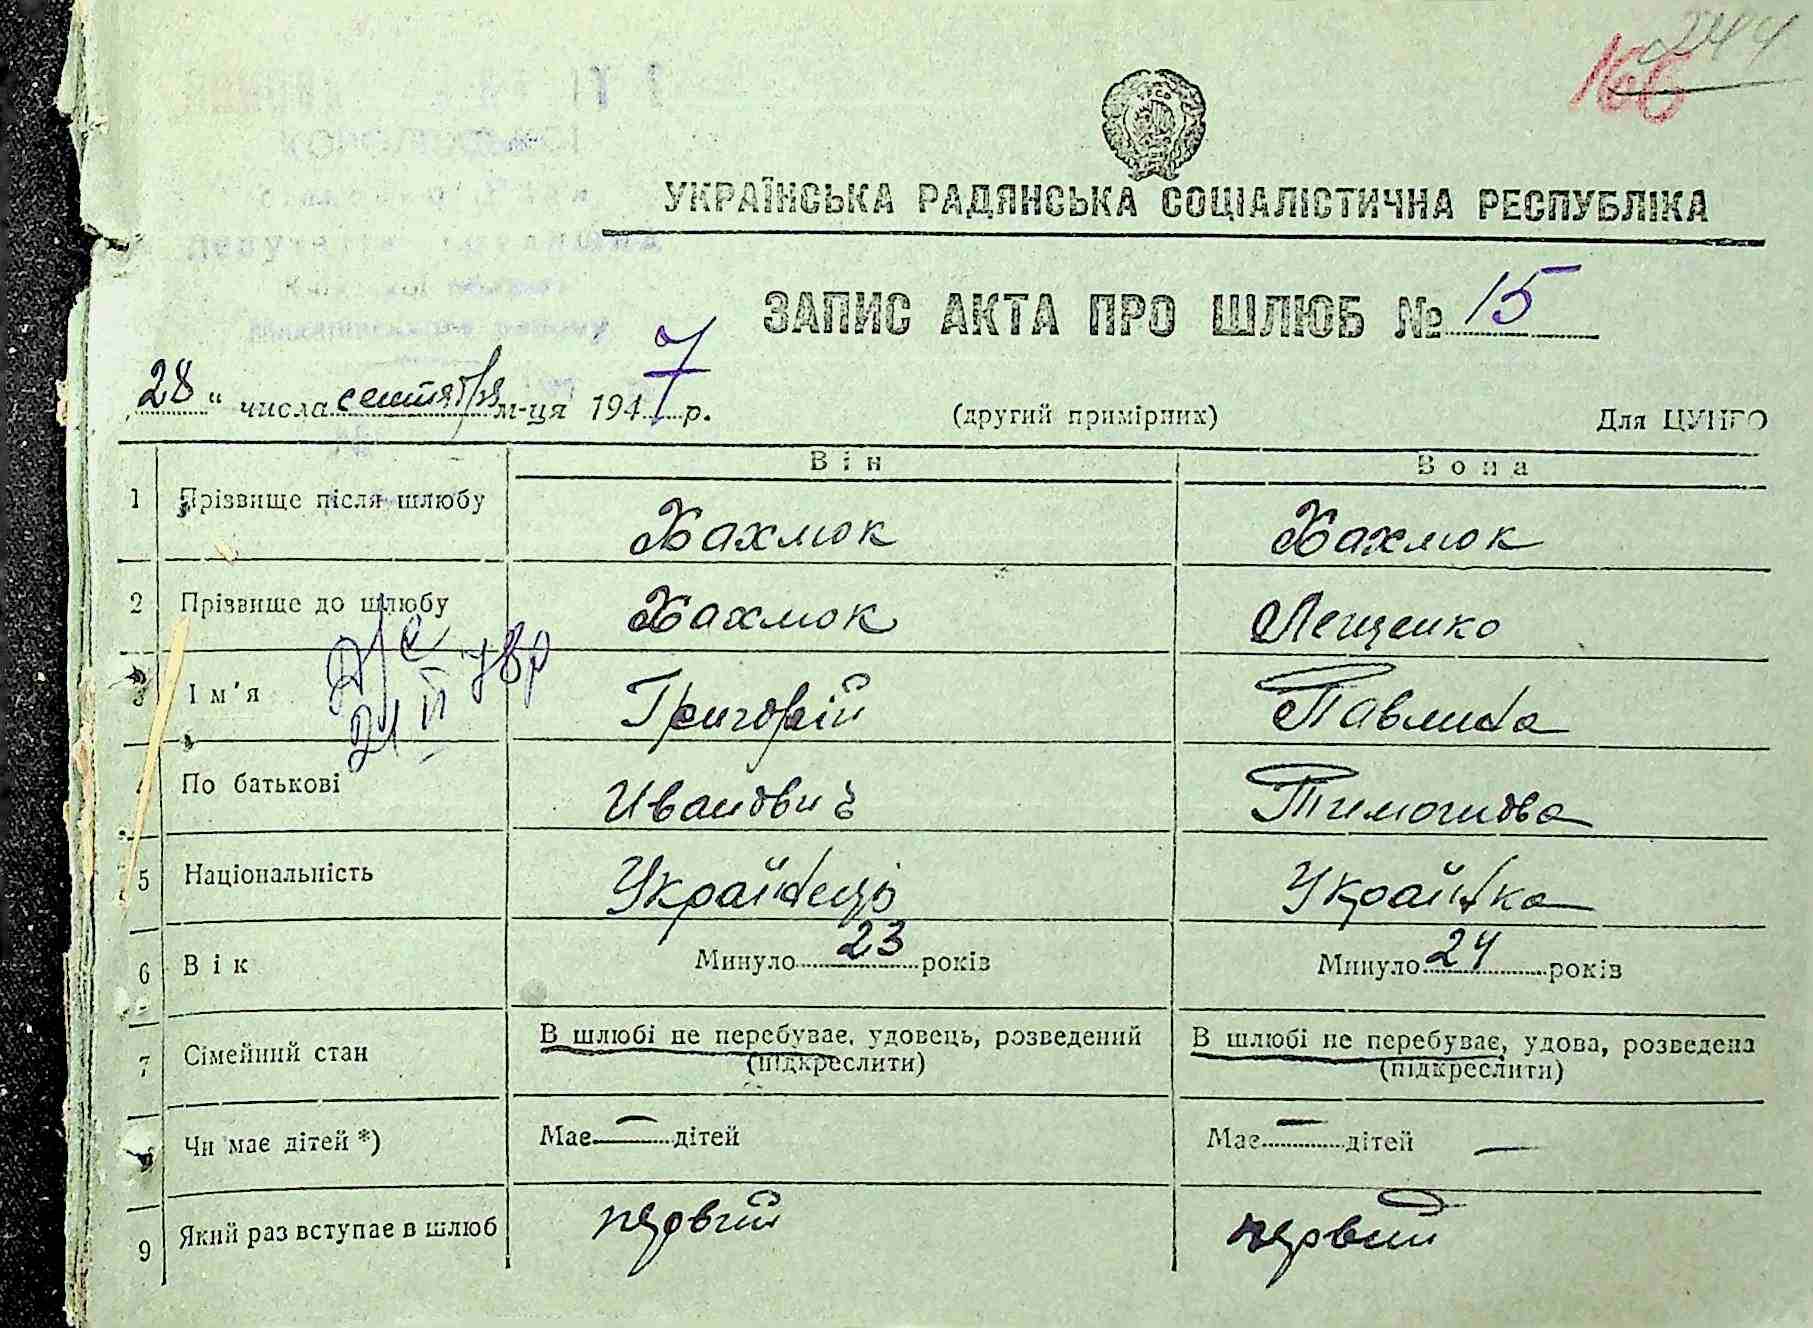 244
166
УКРАЇНСЬКА РАДЯНСЬКА СОЦІАЛІСТИЧНА РЕСПУБЛІКА
ЗАПИС АКТА ПРО ШЛЮБ № 15
28 " числа сентября м-ця 1947 р.
(другий примірник)
Для ЦУНГО
Він
Вона
1 Прізвище після шлюбу Хахлюк Хахлюк
2 Прізвище до шлюбу Хахлюк Лещенко
3 Ім'я Григорій Павлина
4 По батькові Иванович Тимошова
5 Національність Українець Українка
6 Вік Минуло 23 років Минуло 24 років
7 Сімейний стан В шлюбі не перебуває, удовець, розведений В шлюбі не перебуває, удова, розведена
(підкреслити) (підкреслити)
Чи має дітей *) Має — дітей Має — дітей —
9 Який раз вступає в шлюб первий первий